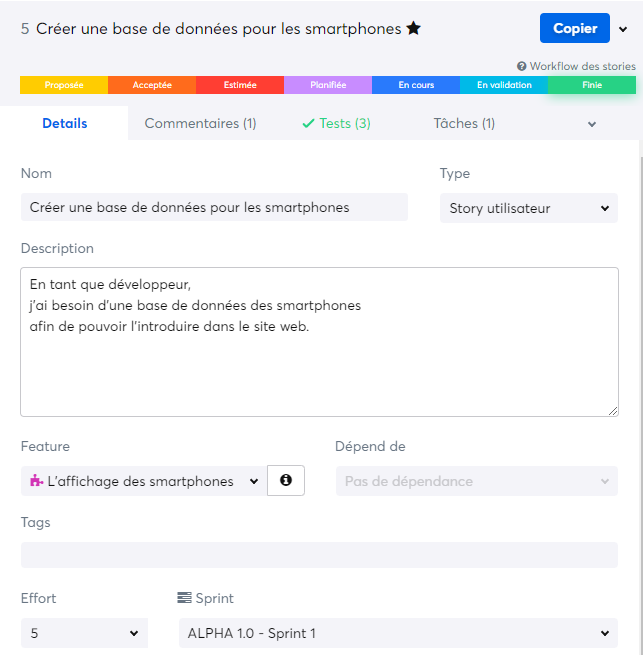 5 Créer une base de données pour les smartphones
Copier
Workflow des stories
Proposée Acceptée Estimée Planifiée En cours En validation Finie
Details Commentaires (1) Tests (3) Tâches (1)
Nom Type
Créer une base de données pour les smartphones Story utilisateur
Description
En tant que développeur,
j'ai besoin d'une base de données des smartphones
afin de pouvoir l'introduire dans le site web.
Feature Dépend de
L'affichage des smartphones Pas de dépendance
Tags
Effort Sprint
5 ALPHA 1.0 - Sprint 1